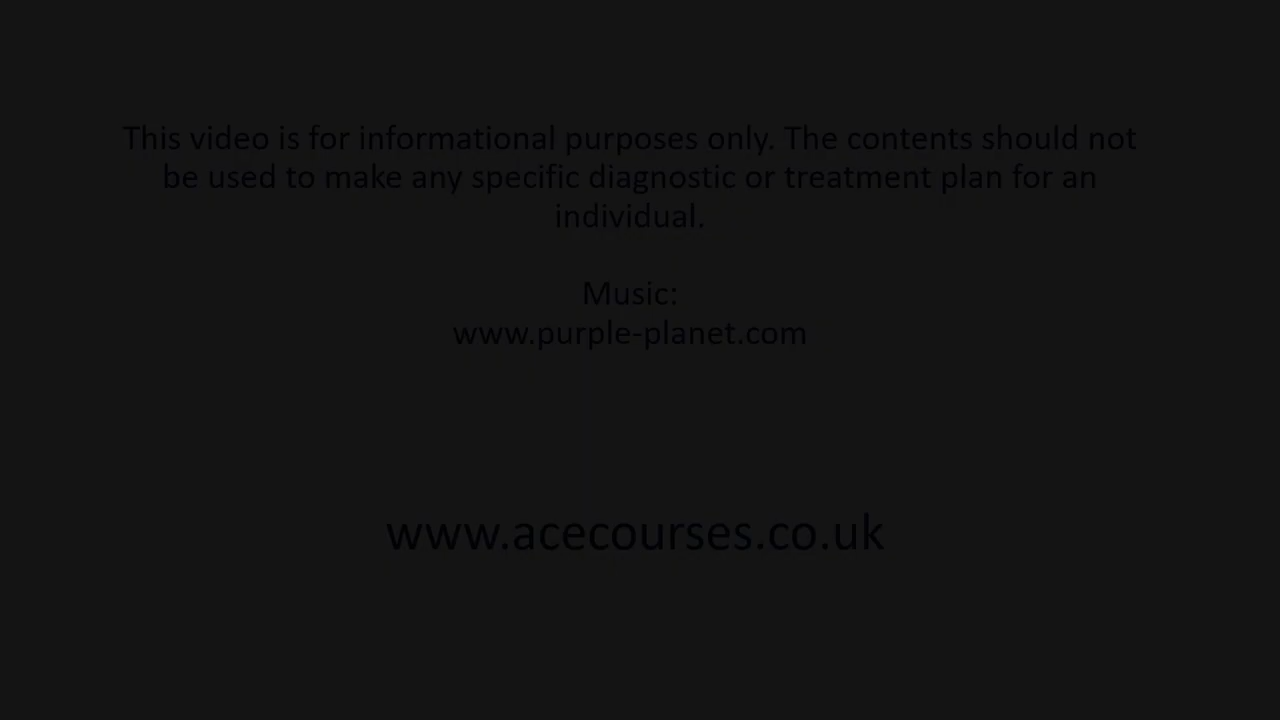 This video is for informational purposes only. The contents should not
be used to make any specific diagnostic or treatment plan for an
individual.
Music:
www.purple-planet.com
www.acecourses.co.uk